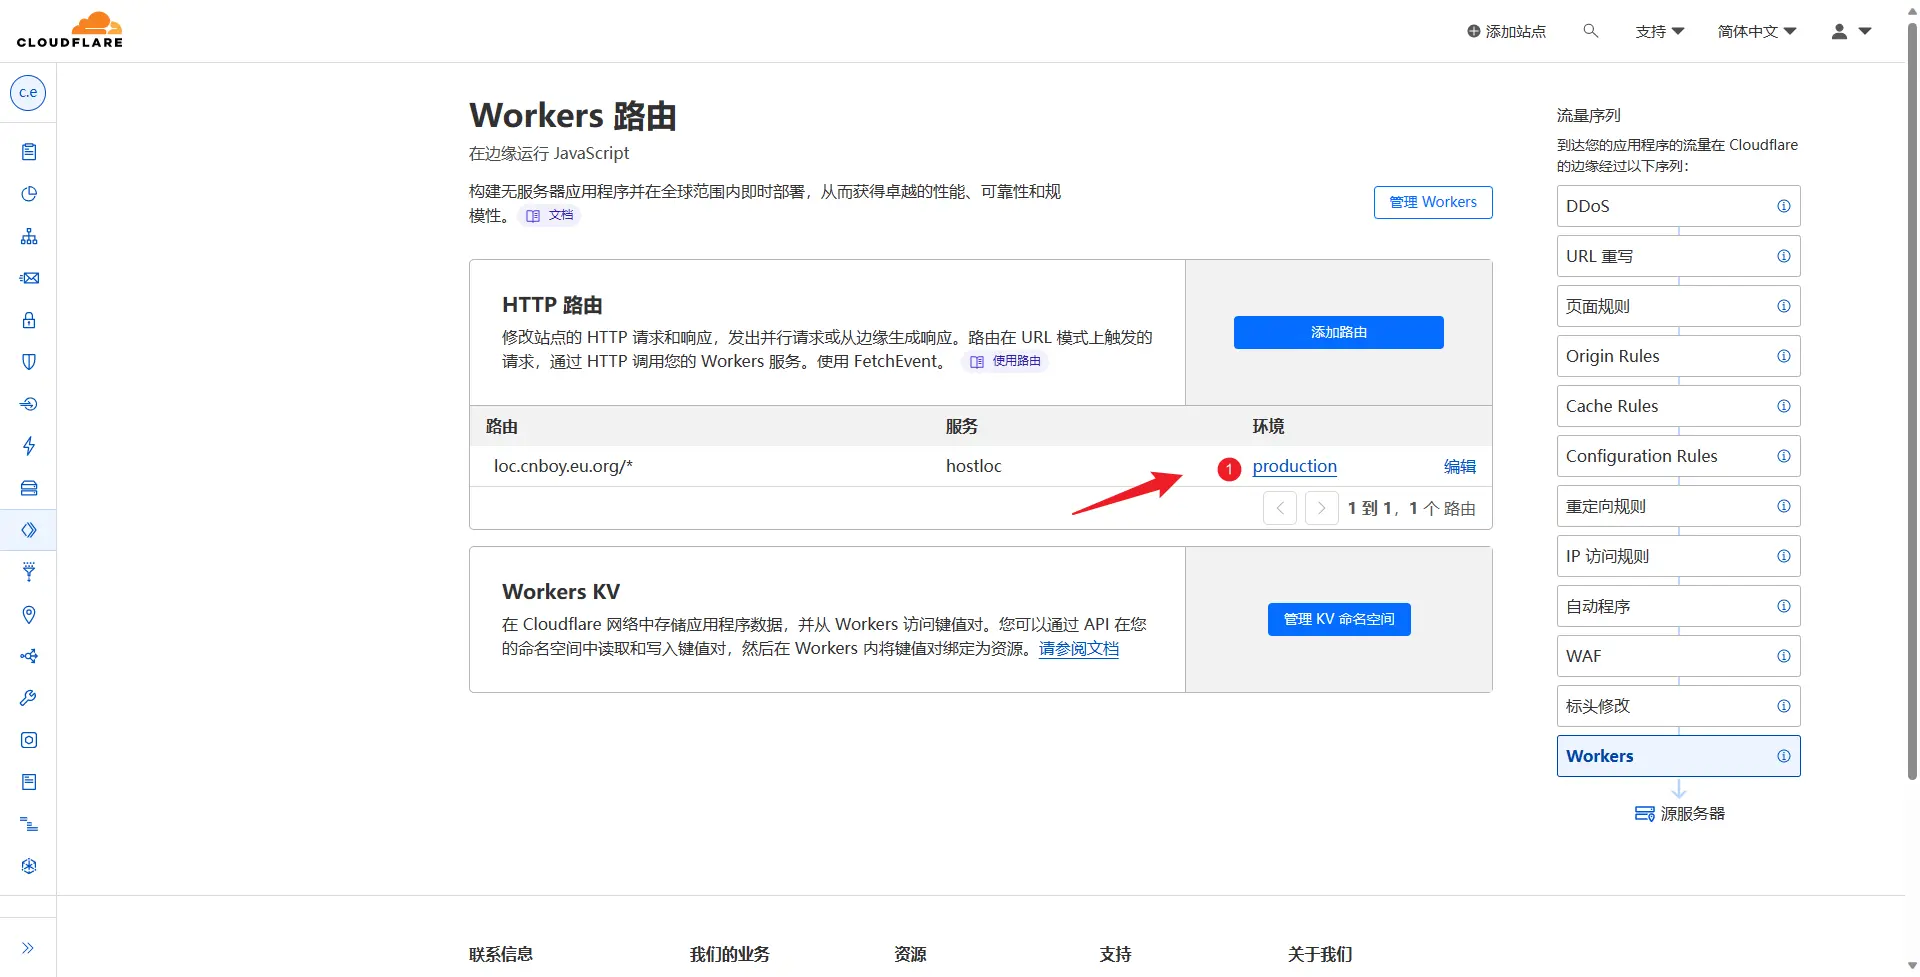 CLOUDFLARE
添加站点
支持
简体中文
c.e
Workers 路由
在边缘运行 JavaScript
构建无服务器应用程序并在全球范围内即时部署，从而获得卓越的性能、可靠性和规
模性。 文档
管理 Workers
HTTP 路由
修改站点的 HTTP 请求和响应，发出并行请求或从边缘生成响应。路由在 URL 模式上触发的
请求，通过 HTTP 调用您的 Workers 服务。使用 FetchEvent。 使用路由
添加路由
路由 服务 环境
loc.cnboy.eu.org/* hostloc 1 production 编辑
1 到 1，1 个 路由
Workers KV
在 Cloudflare 网络中存储应用程序数据，并从 Workers 访问键值对。您可以通过 API 在您
的命名空间中读取和写入键值对，然后在 Workers 内将键值对绑定为资源。请参阅文档
管理 KV 命名空间
流量序列
到达您的应用程序的流量在 Cloudflare
的边缘经过以下序列：
DDoS
URL 重写
页面规则
Origin Rules
Cache Rules
Configuration Rules
重定向规则
IP 访问规则
自动程序
WAF
标头修改
Workers
源服务器
联系信息 我们的业务 资源 支持 关于我们